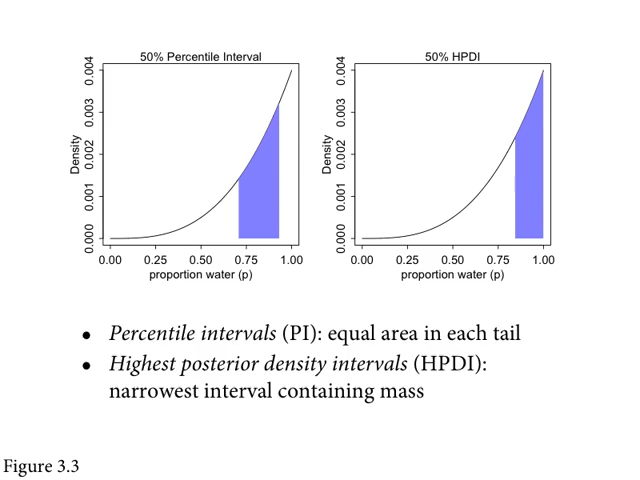 50% Percentile Interval
Density
0.000 0.001 0.002 0.003 0.004
0.00 0.25 0.50 0.75 1.00
proportion water (p)
50% HPDI
Density
0.000 0.001 0.002 0.003 0.004
0.00 0.25 0.50 0.75 1.00
proportion water (p)
• Percentile intervals (PI): equal area in each tail
• Highest posterior density intervals (HPDI):
narrowest interval containing mass
Figure 3.3